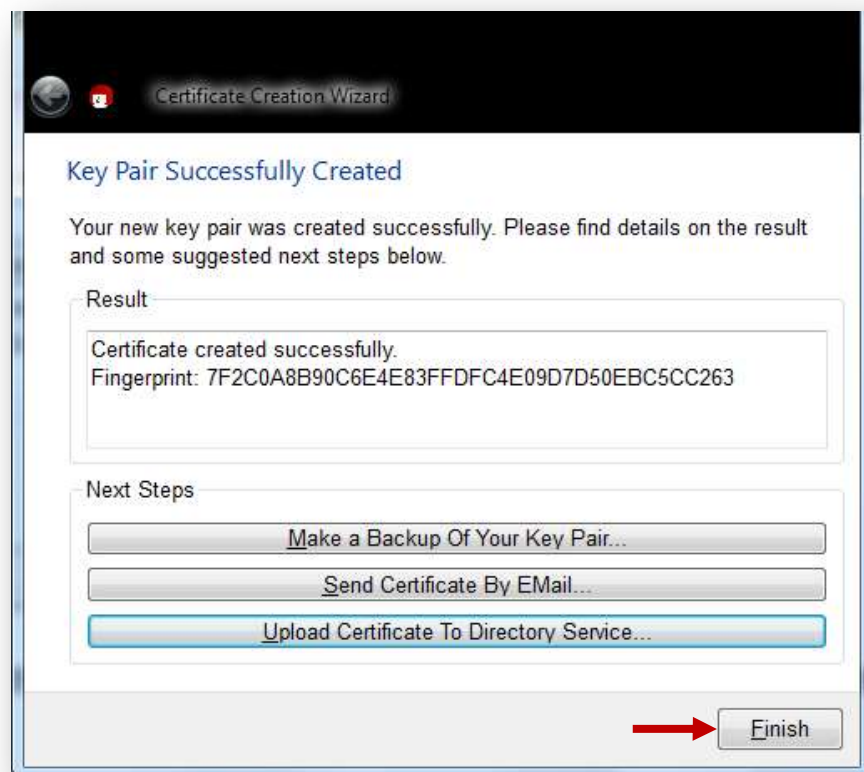 Certificate Creation Wizard
Key Pair Successfully Created
Your new key pair was created successfully. Please find details on the result
and some suggested next steps below.
Result
Certificate created successfully.
Fingerprint: 7F2C0A8B90C6E4E83FFDFC4E09D7D50EBC5CC263
Next Steps
Make a Backup Of Your Key Pair...
Send Certificate By EMail...
Upload Certificate To Directory Service...
Finish